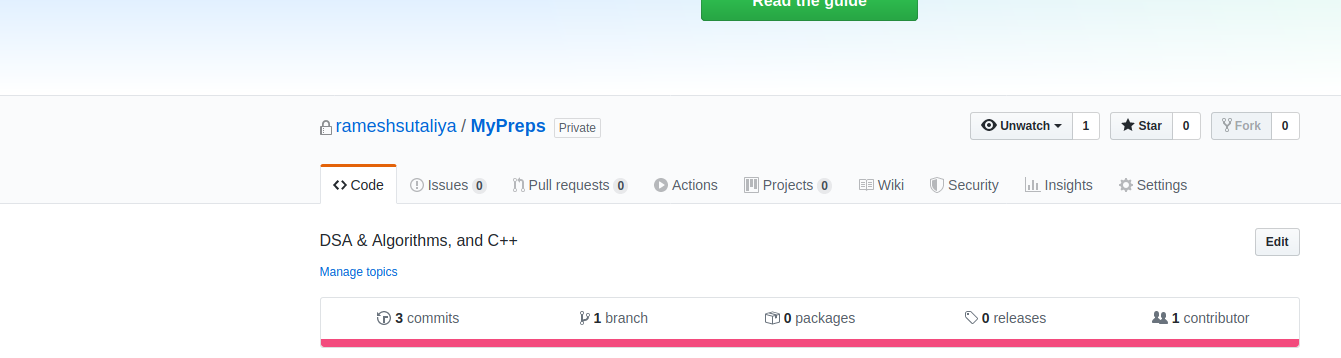 Read the guide
rameshsutaliya / MyPreps Private
Unwatch 1 Star 0 Fork 0
Code Issues 0 Pull requests 0 Actions Projects 0 Wiki Security Insights Settings
DSA & Algorithms, and C++
Edit
Manage topics
3 commits 1 branch 0 packages 0 releases 1 contributor